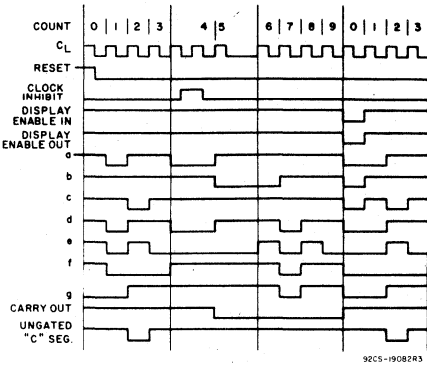 COUNT 0 | 1 | 2 | 3 4 | 5 6 | 7 | 8 | 9 0 | 1 | 2 | 3
CL
RESET
CLOCK
INHIBIT
DISPLAY
ENABLE IN
DISPLAY
ENABLE OUT
a
b
c
d
e
f
g
CARRY OUT
UNGATED
"C" SEG.
92CS-19082R3